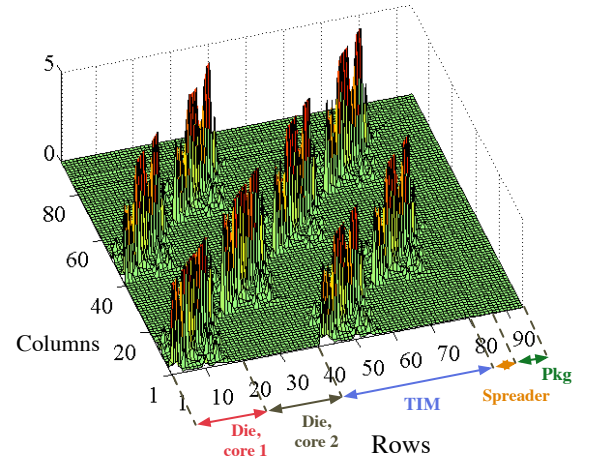 5
0
80
60
40
20
1
Columns
1
10
20
30
40
50
60
70
80
90
Die,
core 1
Die,
core 2
TIM
Spreader
Pkg
Rows